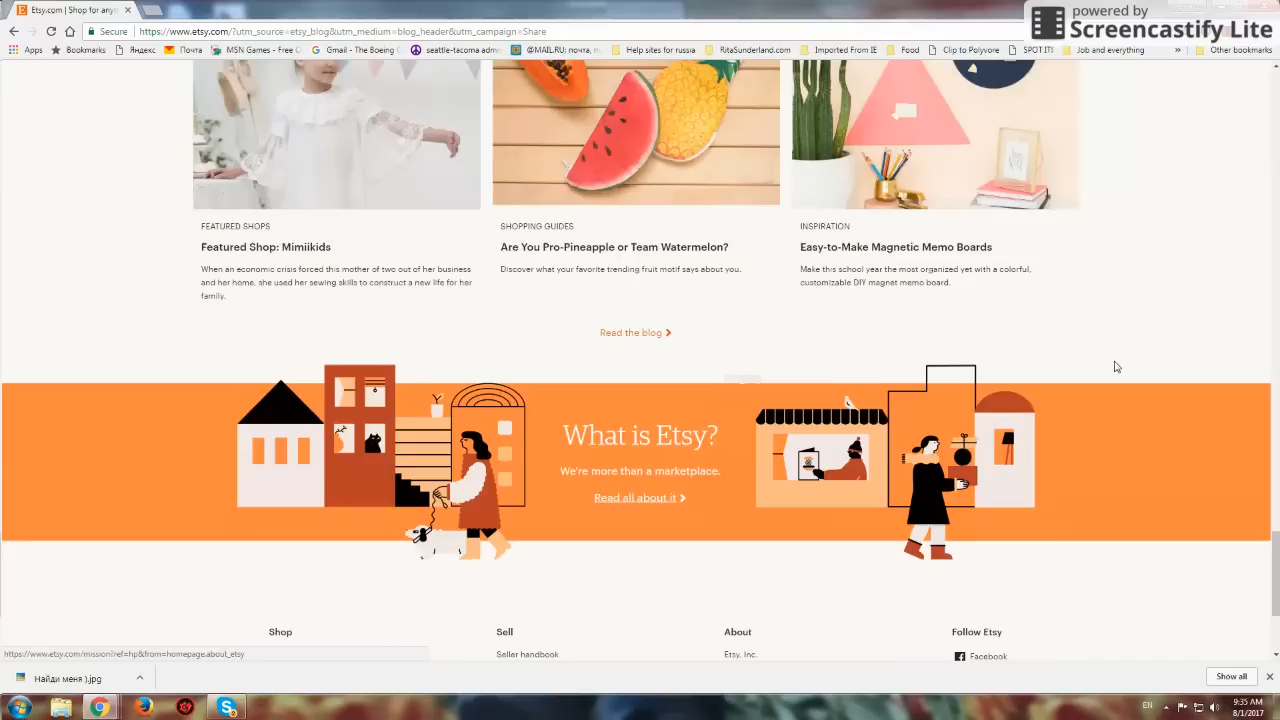 Etsy.com | Shop for anyt
powered by
Screencastify Lite
Secure
https://www.etsy.com/?utm_source=etsy_blog&utm_medium=blog_header&utm_campaign=Share
Apps
Bookmarks
Яндекс
Почта
MSN Games - Free G
Gmail - The Boeing C
seattle-tacoma admin
@MAIL.RU: почта, н
Help sites for russia
RitaSunderland.com
Imported From IE
Food
Clip to Polyvore
SPOT IT!
Job and everything
»
Other bookmarks
FEATURED SHOPS
Featured Shop: Mimiikids
When an economic crisis forced this mother of two out of her business
and her home, she used her sewing skills to construct a new life for her
family.
SHOPPING GUIDES
Are You Pro-Pineapple or Team Watermelon?
Discover what your favorite trending fruit motif says about you.
INSPIRATION
Easy-to-Make Magnetic Memo Boards
Make this school year the most organized yet with a colorful,
customizable DIY magnet memo board.
Read the blog
What is Etsy?
We're more than a marketplace.
Read all about it
Shop
Sell
About
Follow Etsy
Seller handbook
Etsy, Inc.
Facebook
https://www.etsy.com/mission?ref=hp&from=homepage.about_etsy
Найди меня ).jpg
Show all
EN
9:35 AM
8/1/2017